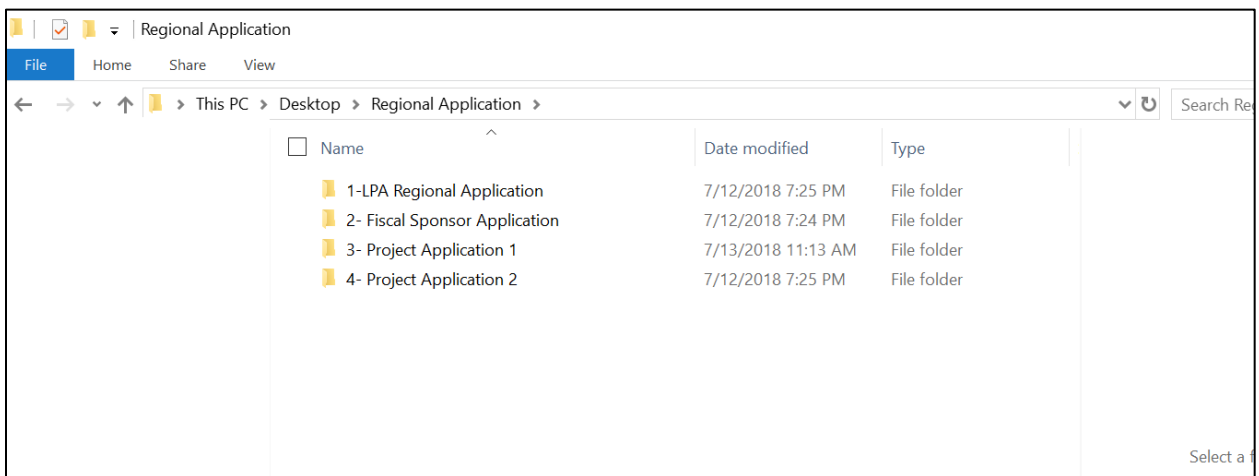 Regional Application
File Home Share View
This PC > Desktop > Regional Application > Search Reg
Name Date modified Type
1-LPA Regional Application 7/12/2018 7:25 PM File folder
2- Fiscal Sponsor Application 7/12/2018 7:24 PM File folder
3- Project Application 1 7/13/2018 11:13 AM File folder
4- Project Application 2 7/12/2018 7:25 PM File folder
Select a f